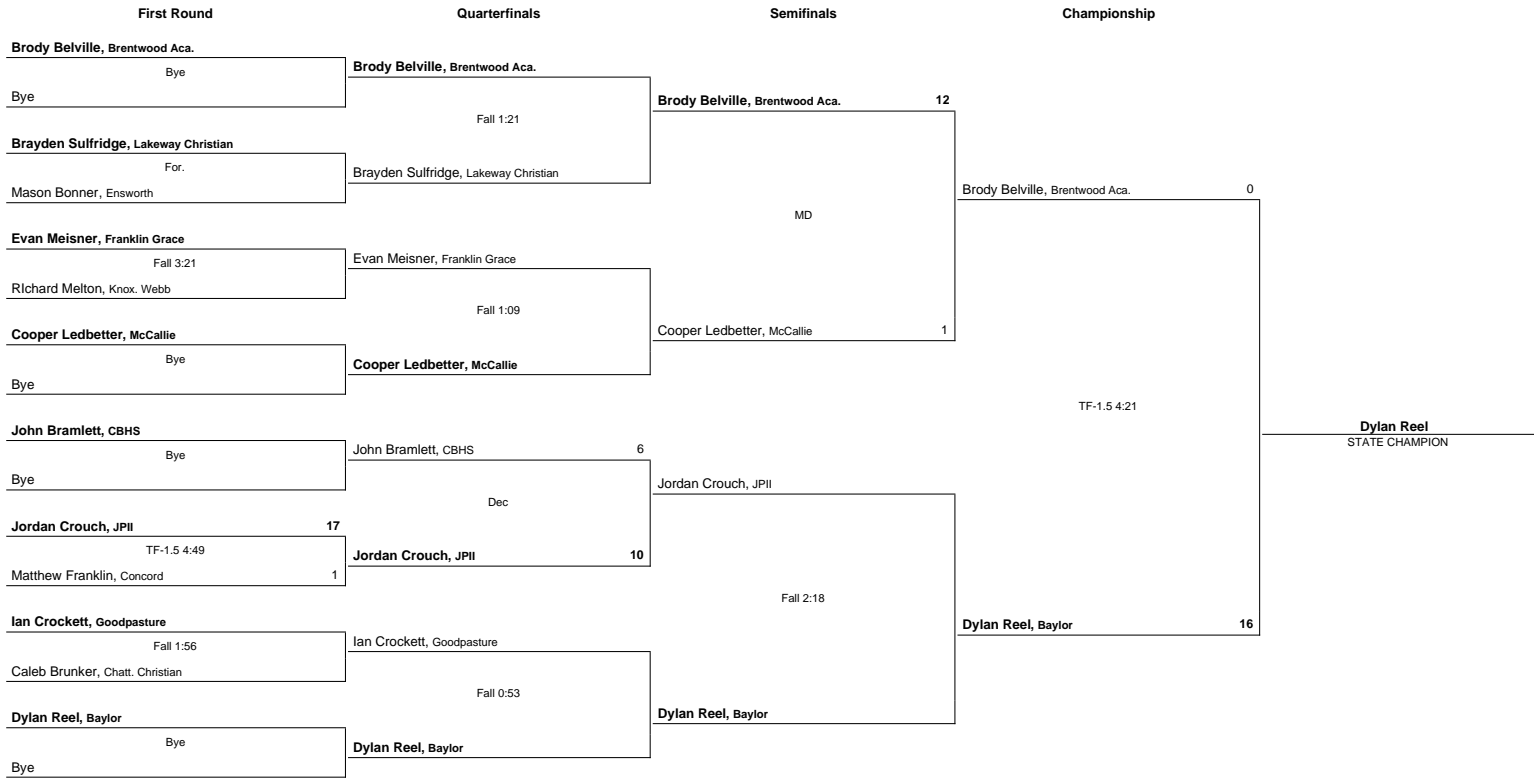 First Round
Quarterfinals
Semifinals
Championship
Brody Belville, Brentwood Aca.
Bye
Bye
Brayden Sulfridge, Lakeway Christian
For.
Mason Bonner, Ensworth
Evan Meisner, Franklin Grace
Fall 3:21
RIchard Melton, Knox. Webb
Cooper Ledbetter, McCallie
Bye
Bye
John Bramlett, CBHS
Bye
Bye
Jordan Crouch, JPII 17
TF-1.5 4:49
Matthew Franklin, Concord 1
Ian Crockett, Goodpasture
Fall 1:56
Caleb Brunker, Chatt. Christian
Dylan Reel, Baylor
Bye
Bye
Brody Belville, Brentwood Aca.
Fall 1:21
Brayden Sulfridge, Lakeway Christian
Evan Meisner, Franklin Grace
Fall 1:09
Cooper Ledbetter, McCallie
John Bramlett, CBHS 6
Dec
Jordan Crouch, JPII 10
Ian Crockett, Goodpasture
Fall 0:53
Dylan Reel, Baylor
Brody Belville, Brentwood Aca. 12
MD
Cooper Ledbetter, McCallie 1
Jordan Crouch, JPII
Fall 2:18
Dylan Reel, Baylor
Brody Belville, Brentwood Aca. 0
TF-1.5 4:21
Dylan Reel, Baylor 16
Dylan Reel
STATE CHAMPION